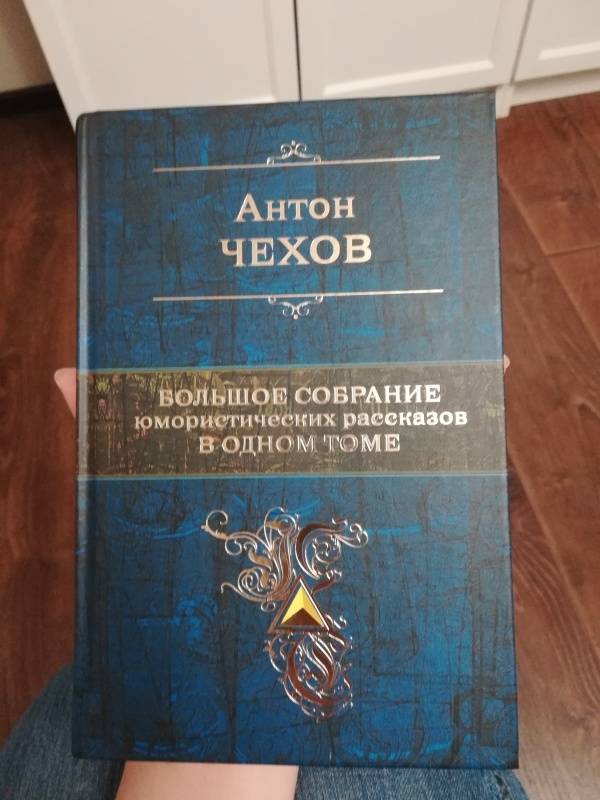 Антон
ЧЕХОВ
БОЛЬШОЕ СОБРАНИЕ
юмористических рассказов
В ОДНОМ ТОМЕ